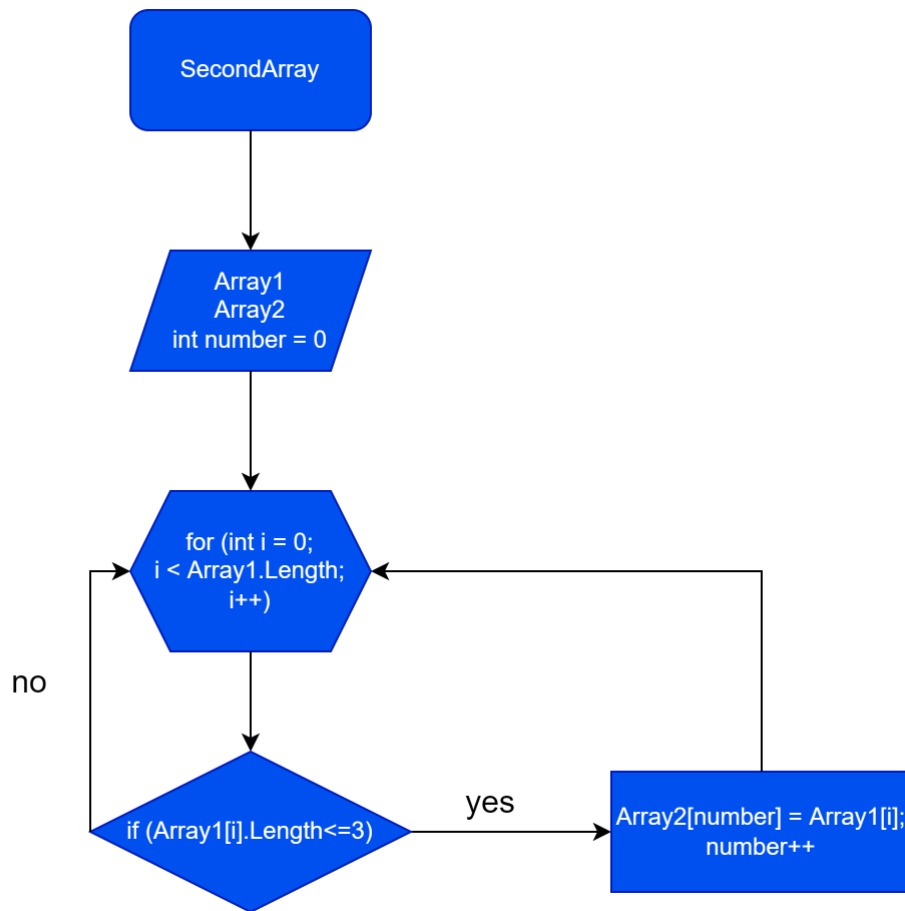 SecondArray
Array1
Array2
int number = 0
for (int i = 0;
i < Array1.Length;
i++)
no
if (Array1[i].Length<=3)
yes
Array2[number] = Array1[i];
number++